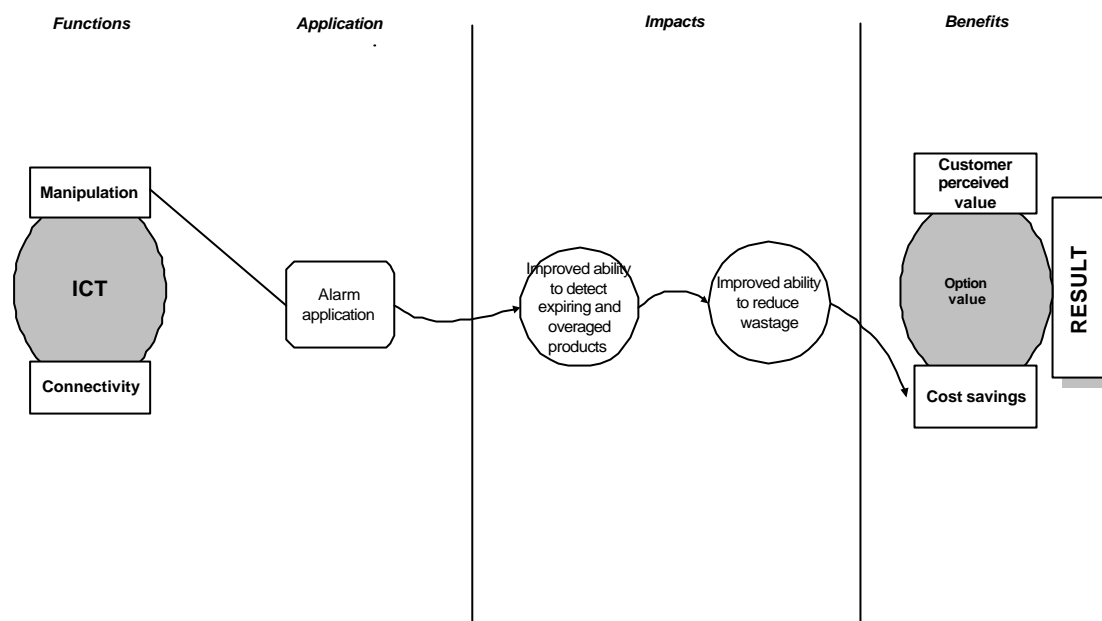 Functions
Application
Impacts
Benefits
.
Manipulation
ICT
Connectivity
Alarm
application
Improved ability
to detect
expiring and
overaged
products
Improved ability
to reduce
wastage
Customer
perceived
value
Option
value
Cost savings
RESULT